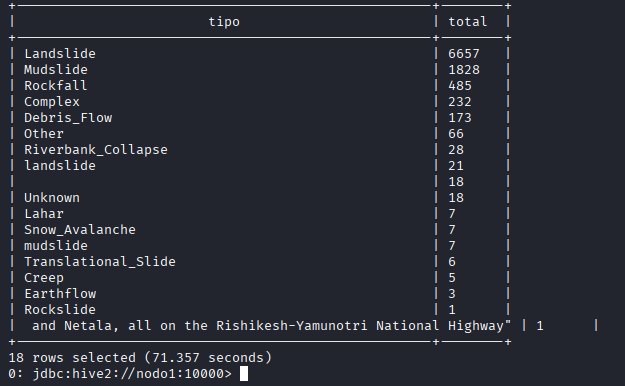 +----------------------------------------------------+--------+
|                        tipo                        | total  |
+----------------------------------------------------+--------+
| Landslide                                          | 6657   |
| Mudslide                                           | 1828   |
| Rockfall                                           | 485    |
| Complex                                            | 232    |
| Debris_Flow                                        | 173    |
| Other                                              | 66     |
| Riverbank_Collapse                                 | 28     |
| landslide                                          | 21     |
|                                                    | 18     |
| Unknown                                            | 18     |
| Lahar                                              | 7      |
| Snow_Avalanche                                     | 7      |
| mudslide                                           | 7      |
| Translational_Slide                                | 6      |
| Creep                                              | 5      |
| Earthflow                                          | 3      |
| Rockslide                                          | 1      |
|  and Netala, all on the Rishikesh-Yamunotri National Highway" | 1      |
+----------------------------------------------------+--------+
18 rows selected (71.357 seconds)
0: jdbc:hive2://nodo1:10000>